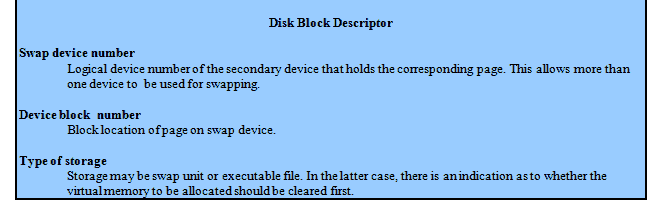 Disk Block Descriptor
Swap device number
Logical device number of the secondary device that holds the corresponding page. This allows more than
one device to be used for swapping.
Device block number
Block location of page on swap device.
Type of storage
Storage may be swap unit or executable file. In the latter case, there is an indication as to whether the
virtual memory to be allocated should be cleared first.